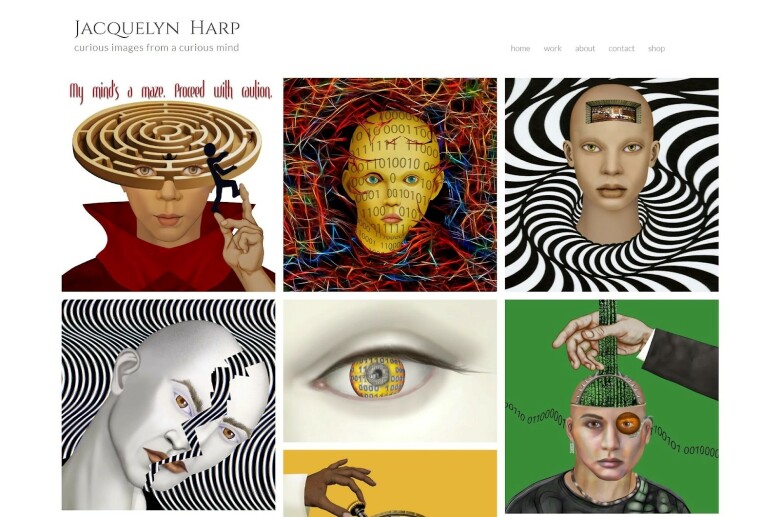 Jacquelyn Harp
curious images from a curious mind
home work about contact shop
My mind's a maze. Proceed with caution.